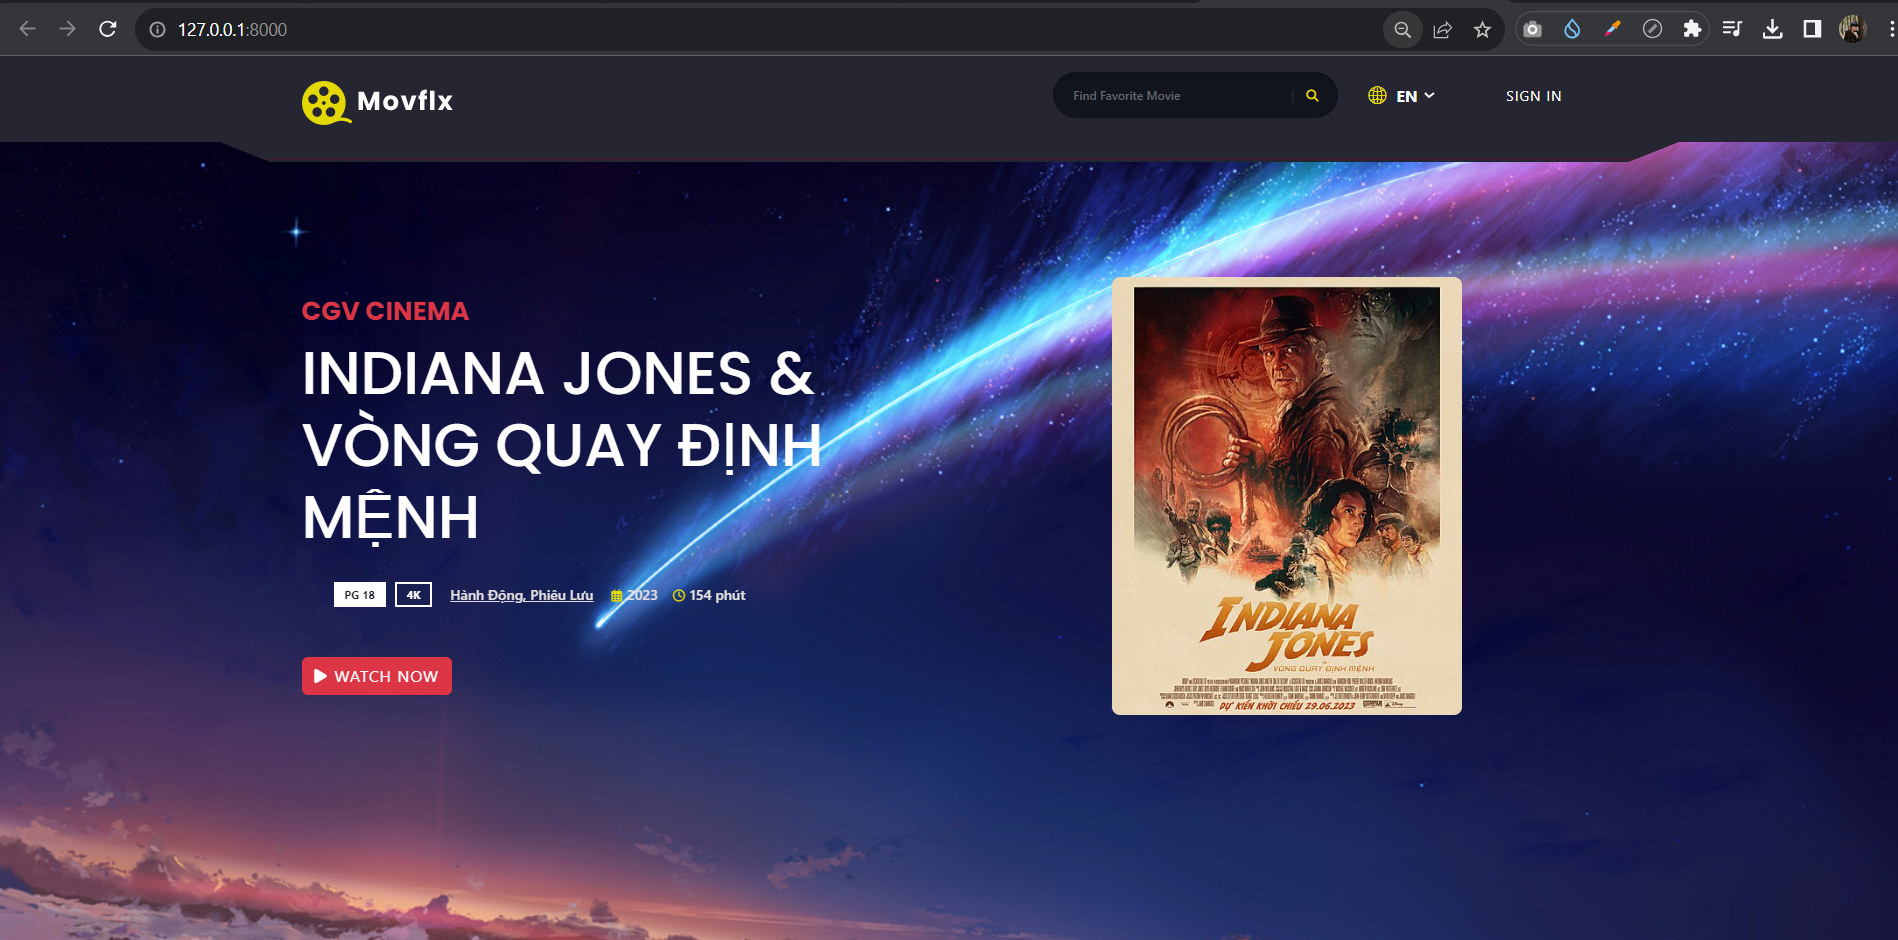 127.0.0.1:8000
Movflx
Find Favorite Movie
EN
SIGN IN
CGV CINEMA
INDIANA JONES &
VÒNG QUAY ĐỊNH
MỆNH
PG 18
4K
Hành Động, Phiêu Lưu
2023
154 phút
WATCH NOW
INDIANA
JONES
VÒNG QUAY ĐỊNH MỆNH
DỰ KIẾN KHỞI CHIẾU 29.06.2023